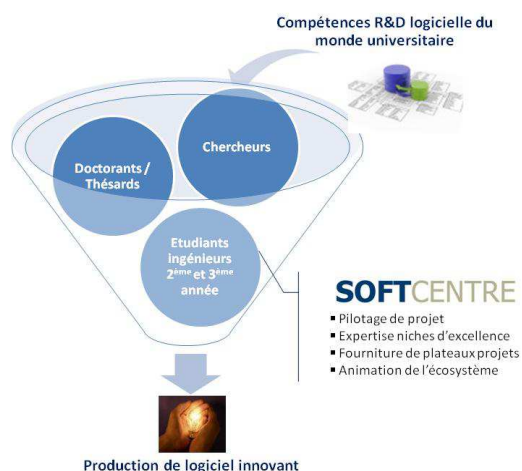 Compétences R&D logicielle du
monde universitaire
Chercheurs
Doctorants /
Thésards
Etudiants
ingénieurs
2ème et 3ème
année
SOFTCENTRE
▪ Pilotage de projet
▪ Expertise niches d'excellence
▪ Fourniture de plateaux projets
▪ Animation de l'écosystème
Production de logiciel innovant